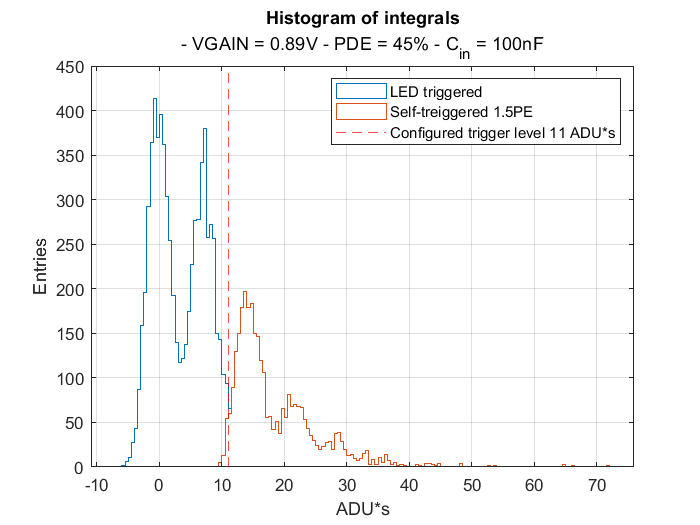 Histogram of integrals
- VGAIN = 0.89V - PDE = 45% - Cin = 100nF
450
400
350
300
250
200
150
100
50
0
Entries
LED triggered
Self-treiggered 1.5PE
Configured trigger level 11 ADU*s
-10 0 10 20 30 40 50 60 70
ADU*s